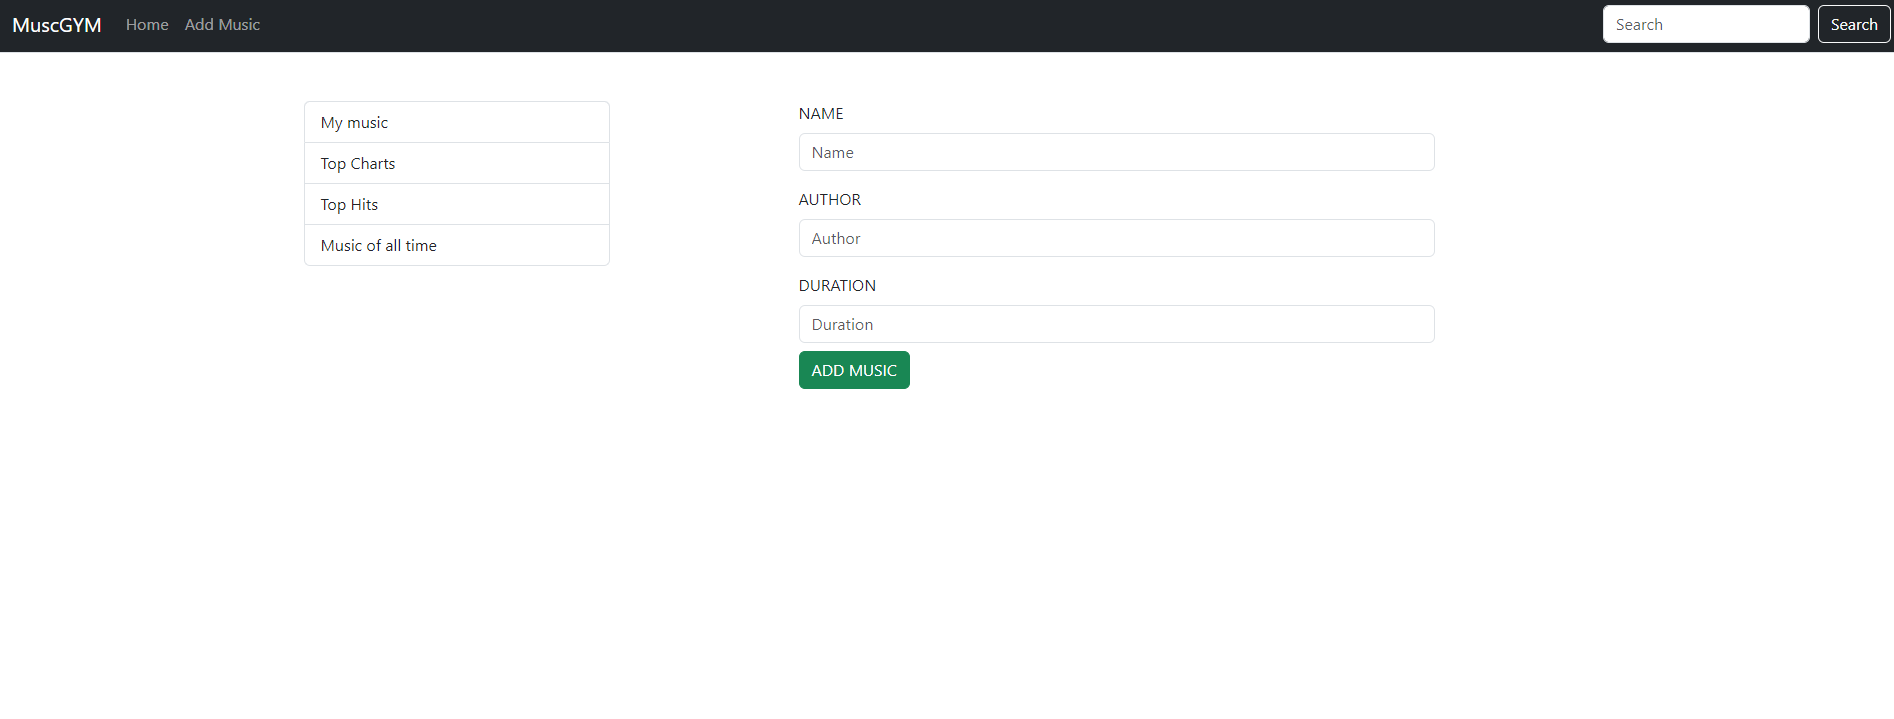 MuscGYM Home Add Music Search Search
My music
Top Charts
Top Hits
Music of all time
NAME
Name
AUTHOR
Author
DURATION
Duration
ADD MUSIC